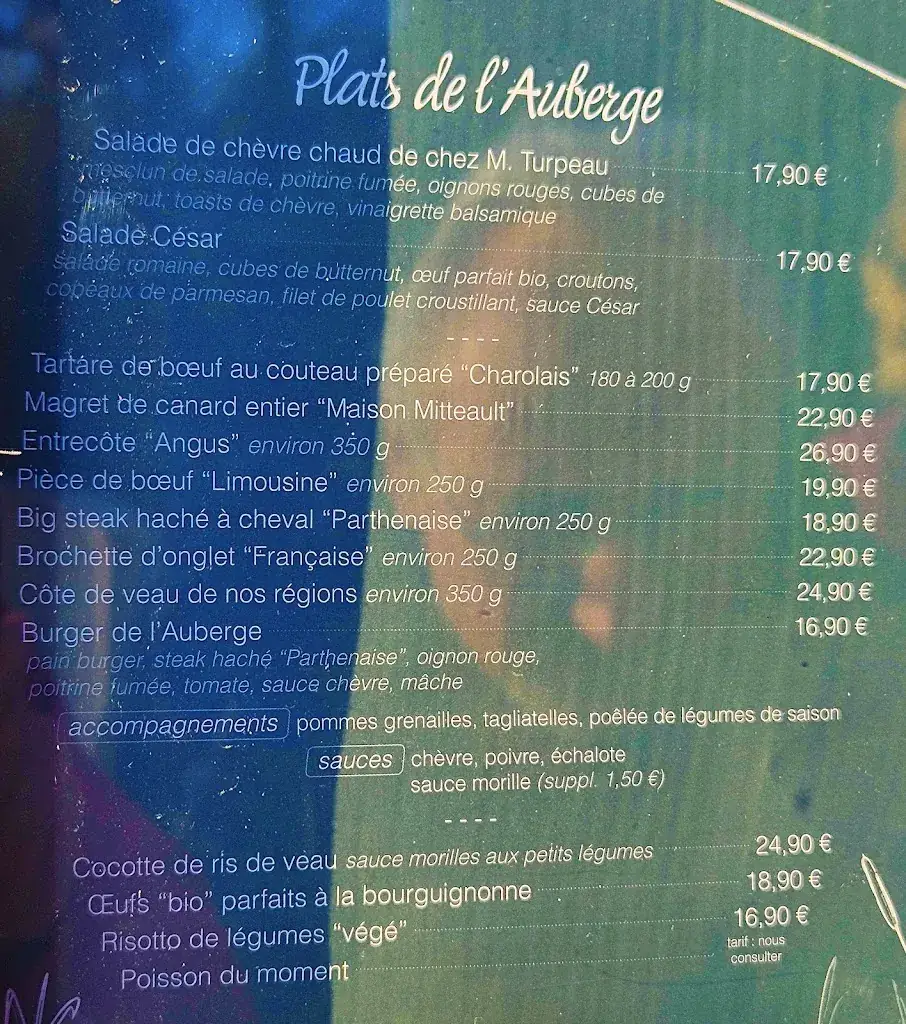 Plats de l'Auberge
Salade de chèvre chaud de chez M. Turpeau 17,90 €
mesclun de salade, poitrine fumée, oignons rouges, cubes de
butternut, toasts de chèvre, vinaigrette balsamique
Salade César 17,90 €
salade romaine, cubes de butternut, œuf parfait bio, croutons,
copeaux de parmesan, filet de poulet croustillant, sauce César
----
Tartare de bœuf au couteau préparé "Charolais" 180 à 200 g 17,90 €
Magret de canard entier "Maison Mitteault" 22,90 €
Entrecôte "Angus" environ 350 g 26,90 €
Pièce de bœuf "Limousine" environ 250 g 19,90 €
Big steak haché à cheval "Parthenaise" environ 250 g 18,90 €
Brochette d'onglet "Française" environ 250 g 22,90 €
Côte de veau de nos régions environ 350 g 24,90 €
Burger de l'Auberge 16,90 €
pain burger, steak haché "Parthenaise", oignon rouge,
poitrine fumée, tomate, sauce chèvre, mâche
accompagnements pommes grenailles, tagliatelles, poêlée de légumes de saison
sauces chèvre, poivre, échalote
sauce morille (suppl. 1,50 €)
----
Cocotte de ris de veau sauce morilles aux petits légumes 24,90 €
Œufs "bio" parfaits à la bourguignonne 18,90 €
Risotto de légumes "végé" 16,90 €
Poisson du moment tarif : nous
consulter